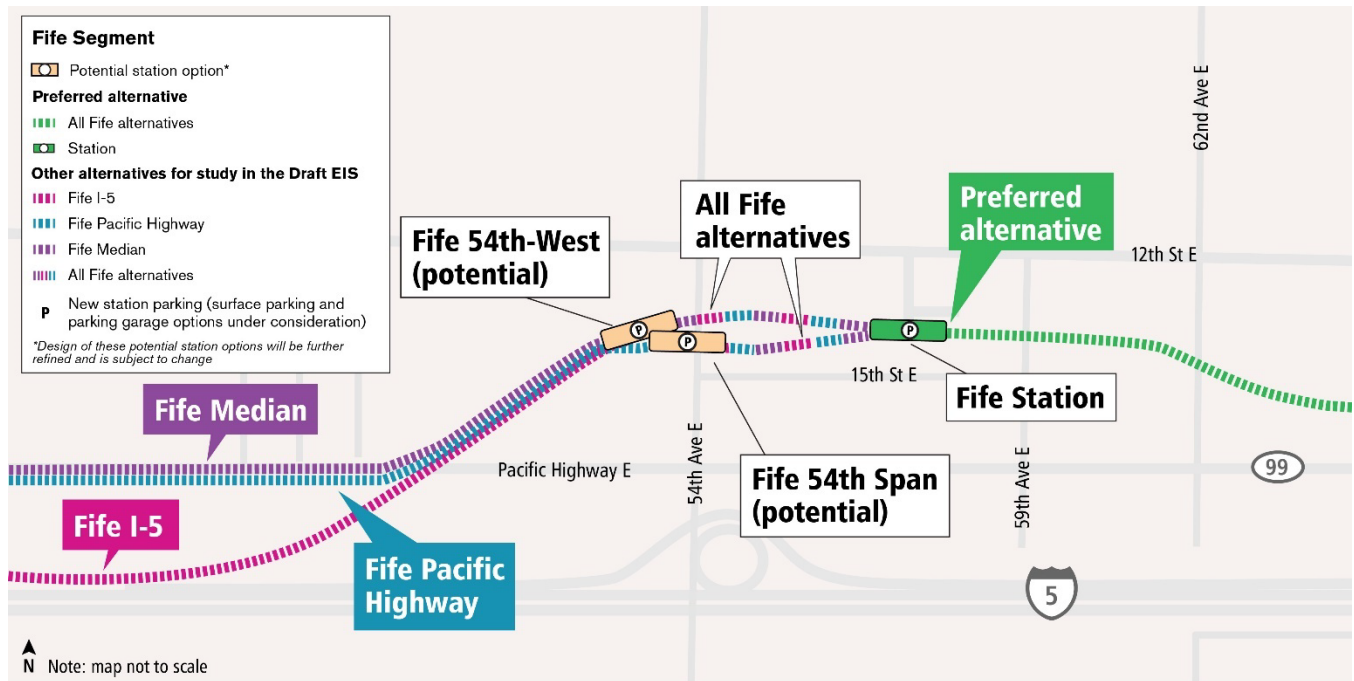 Fife Segment
Potential station option*
Preferred alternative
All Fife alternatives
Station
Other alternatives for study in the Draft EIS
Fife I-5
Fife Pacific Highway
Fife Median
All Fife alternatives
P New station parking (surface parking and
parking garage options under consideration)
*Design of these potential station options will be further
refined and is subject to change
62nd Ave E
Fife 54th-West
(potential)
All Fife
alternatives
Preferred
alternative
12th St E
P
P
P
15th St E
Fife Station
Fife Median
Pacific Highway E
54th Ave E
Fife 54th Span
(potential)
59th Ave E
99
Fife I-5
Fife Pacific
Highway
5
N Note: map not to scale